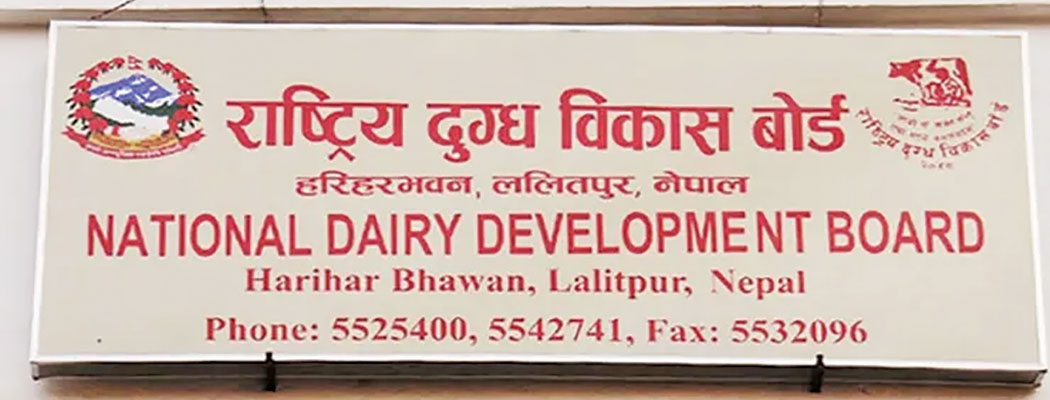 राष्ट्रिय दुग्ध विकास बोर्ड
राष्ट्रिय दुग्ध विकास बोर्ड
हरिहरभवन, ललितपुर, नेपाल
NATIONAL DAIRY DEVELOPMENT BOARD
Harihar Bhawan, Lalitpur, Nepal
Phone: 5525400, 5542741, Fax: 5532096